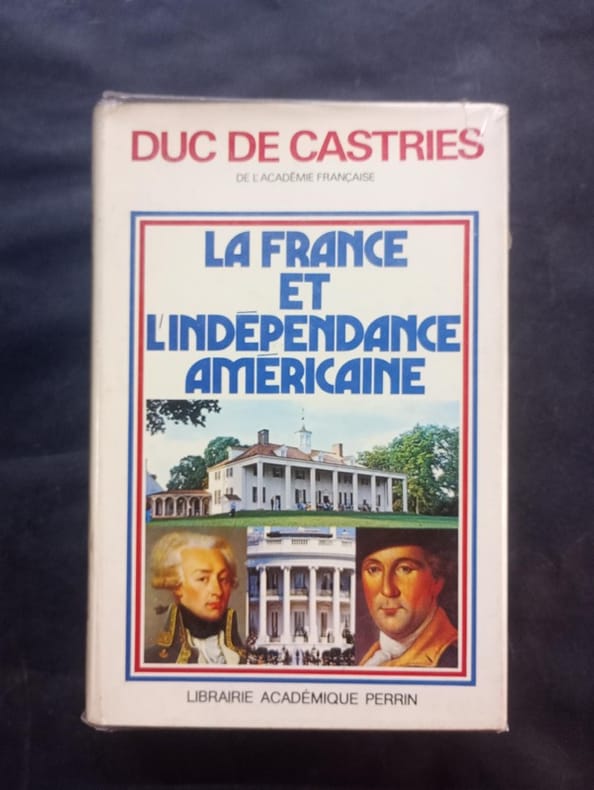 DUC DE CASTRIES
DE L'ACADÉMIE FRANÇAISE
LA FRANCE
ET
L'INDÉPENDANCE
AMÉRICAINE
LIBRAIRIE ACADÉMIQUE PERRIN